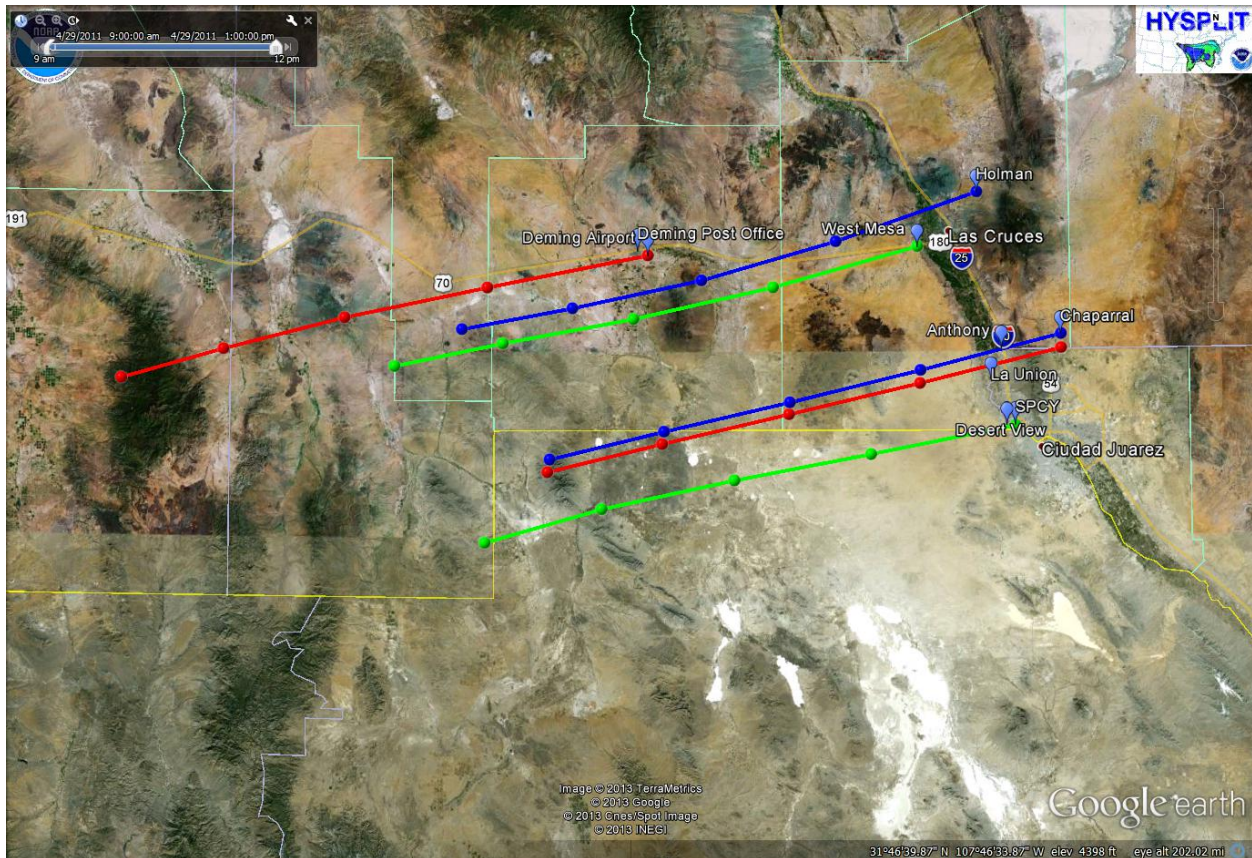 4/29/2011 9:00:00 am 4/29/2011 1:00:00 pm
9 am 12 pm
HYSPLIT
N
NOAA
Holman
191
Deming Airport
Deming Post Office
West Mesa
180
Las Cruces
25
70
Chaparral
Anthony
La Union
54
SPCY
Desert View
Ciudad Juarez
Image © 2013 TerraMetrics
© 2013 Google
© 2013 Cnes/Spot Image
© 2013 INEGI
Google earth
31°46'39.87" N 107°46'33.87" W elev 4398 ft eye alt 202.02 mi